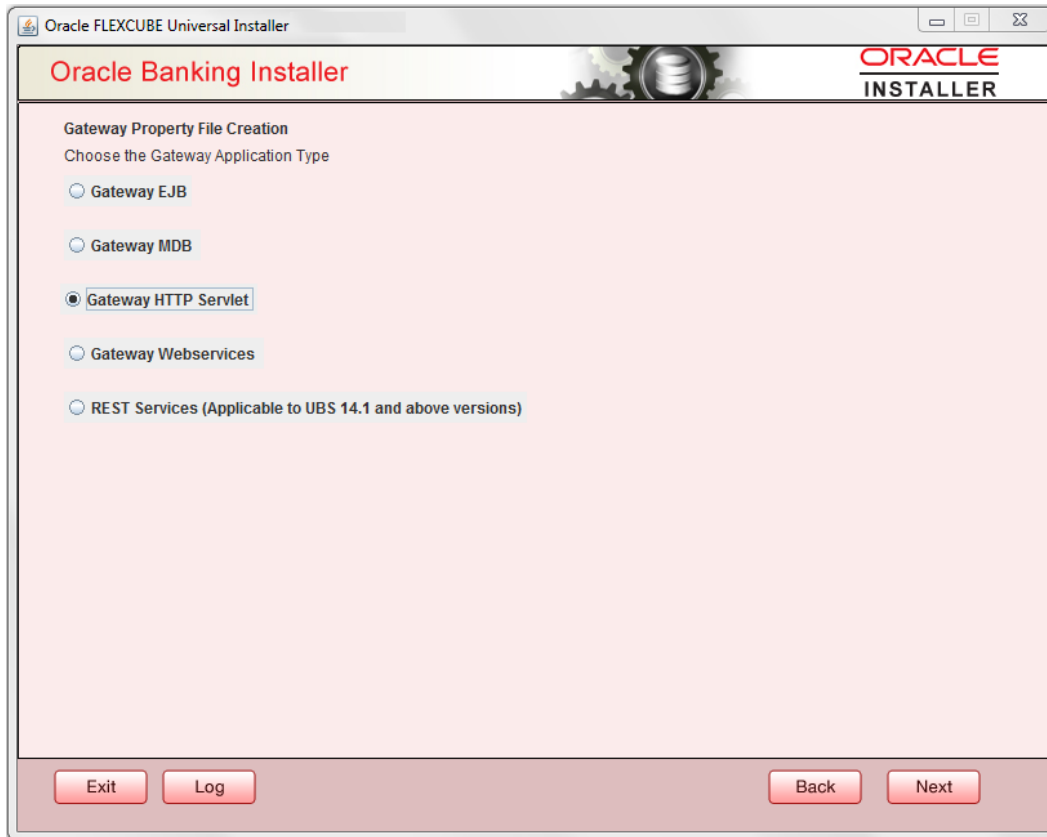 Oracle FLEXCUBE Universal Installer
Oracle Banking Installer
ORACLE
INSTALLER
Gateway Property File Creation
Choose the Gateway Application Type
Gateway EJB
Gateway MDB
Gateway HTTP Servlet
Gateway Webservices
REST Services (Applicable to UBS 14.1 and above versions)
Exit
Log
Back
Next